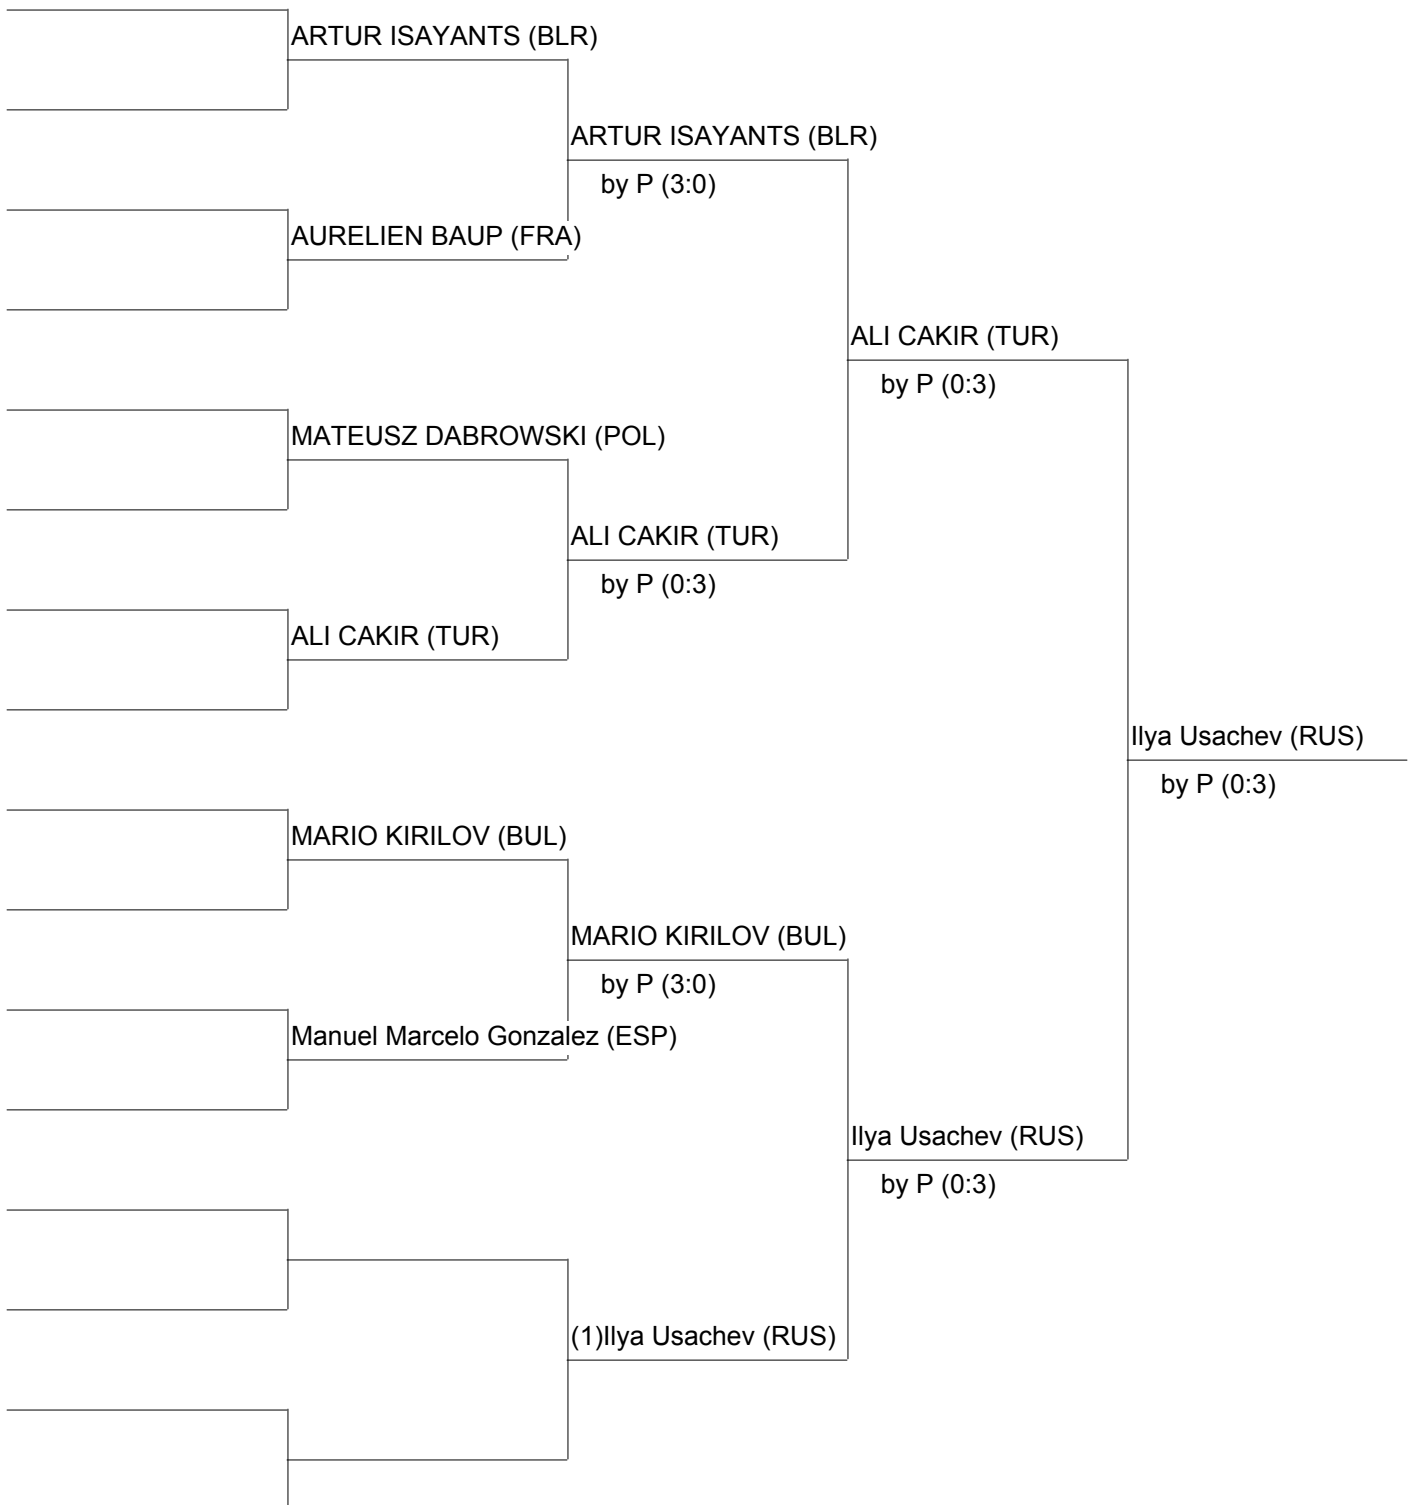 ARTUR ISAYANTS (BLR)
ARTUR ISAYANTS (BLR)
by P (3:0)
AURELIEN BAUP (FRA)
ALI CAKIR (TUR)
by P (0:3)
MATEUSZ DABROWSKI (POL)
ALI CAKIR (TUR)
by P (0:3)
ALI CAKIR (TUR)
Ilya Usachev (RUS)
by P (0:3)
MARIO KIRILOV (BUL)
MARIO KIRILOV (BUL)
by P (3:0)
Manuel Marcelo Gonzalez (ESP)
Ilya Usachev (RUS)
by P (0:3)
(1)Ilya Usachev (RUS)